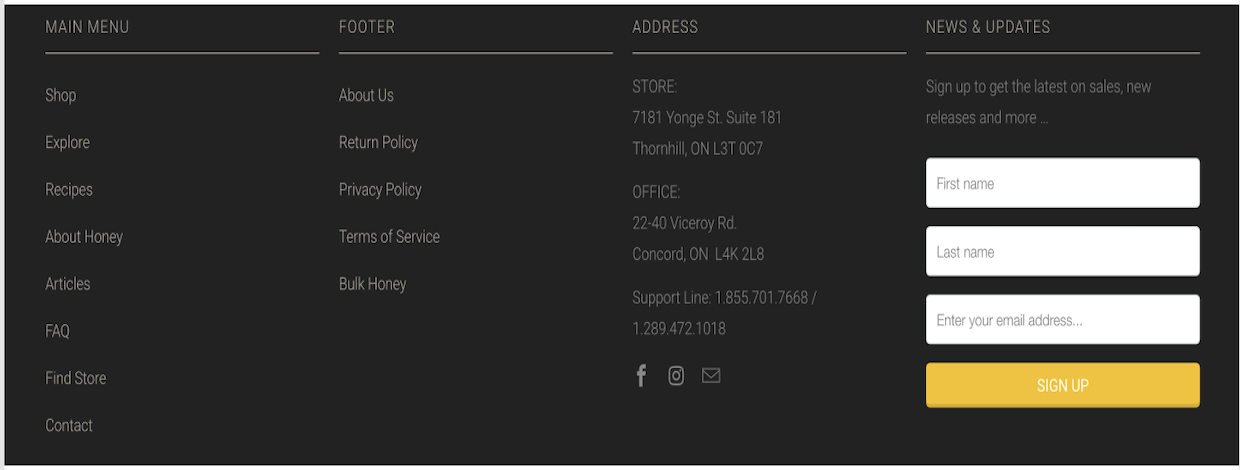 MAIN MENU
Shop
Explore
Recipes
About Honey
Articles
FAQ
Find Store
Contact
FOOTER
About Us
Return Policy
Privacy Policy
Terms of Service
Bulk Honey
ADDRESS
STORE:
7181 Yonge St. Suite 181
Thornhill, ON L3T 0C7
OFFICE:
22-40 Viceroy Rd.
Concord, ON  L4K 2L8
Support Line: 1.855.701.7668 /
1.289.472.1018
NEWS & UPDATES
Sign up to get the latest on sales, new
releases and more ...
First name
Last name
Enter your email address...
SIGN UP